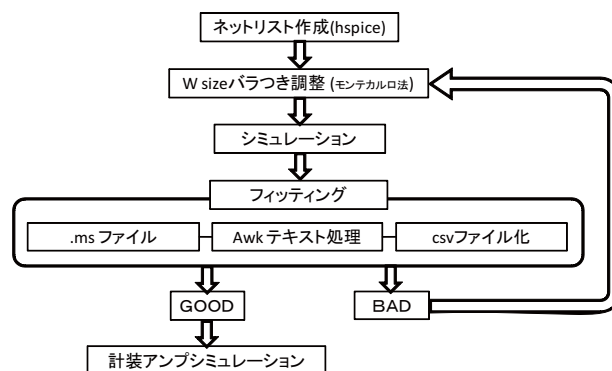 ネットリスト作成(hspice)
W sizeバラつき調整 (モンテカルロ法)
シミュレーション
フィッティング
.ms ファイル
Awk テキスト処理
csvファイル化
GOOD
BAD
計装アンプシミュレーション